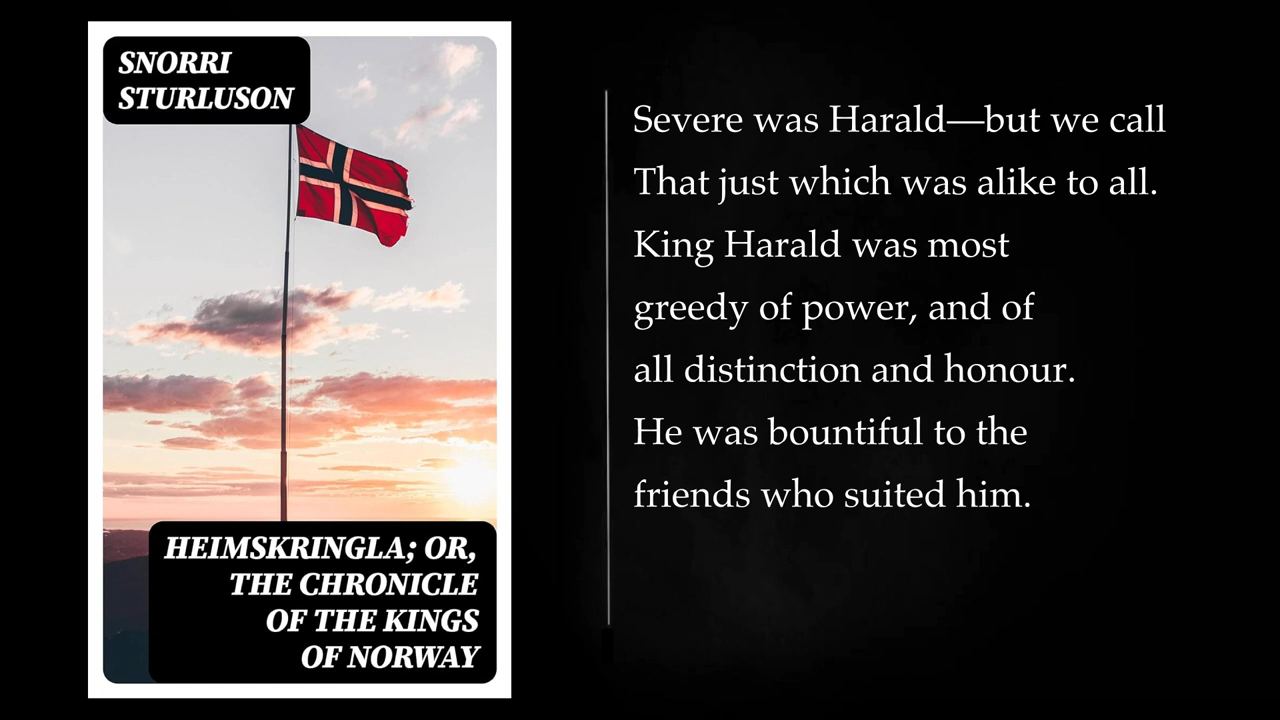 SNORRI
STURLUSON
HEIMSKRINGLA; OR,
THE CHRONICLE
OF THE KINGS
OF NORWAY
Severe was Harald—but we call
That just which was alike to all.
King Harald was most
greedy of power, and of
all distinction and honour.
He was bountiful to the
friends who suited him.